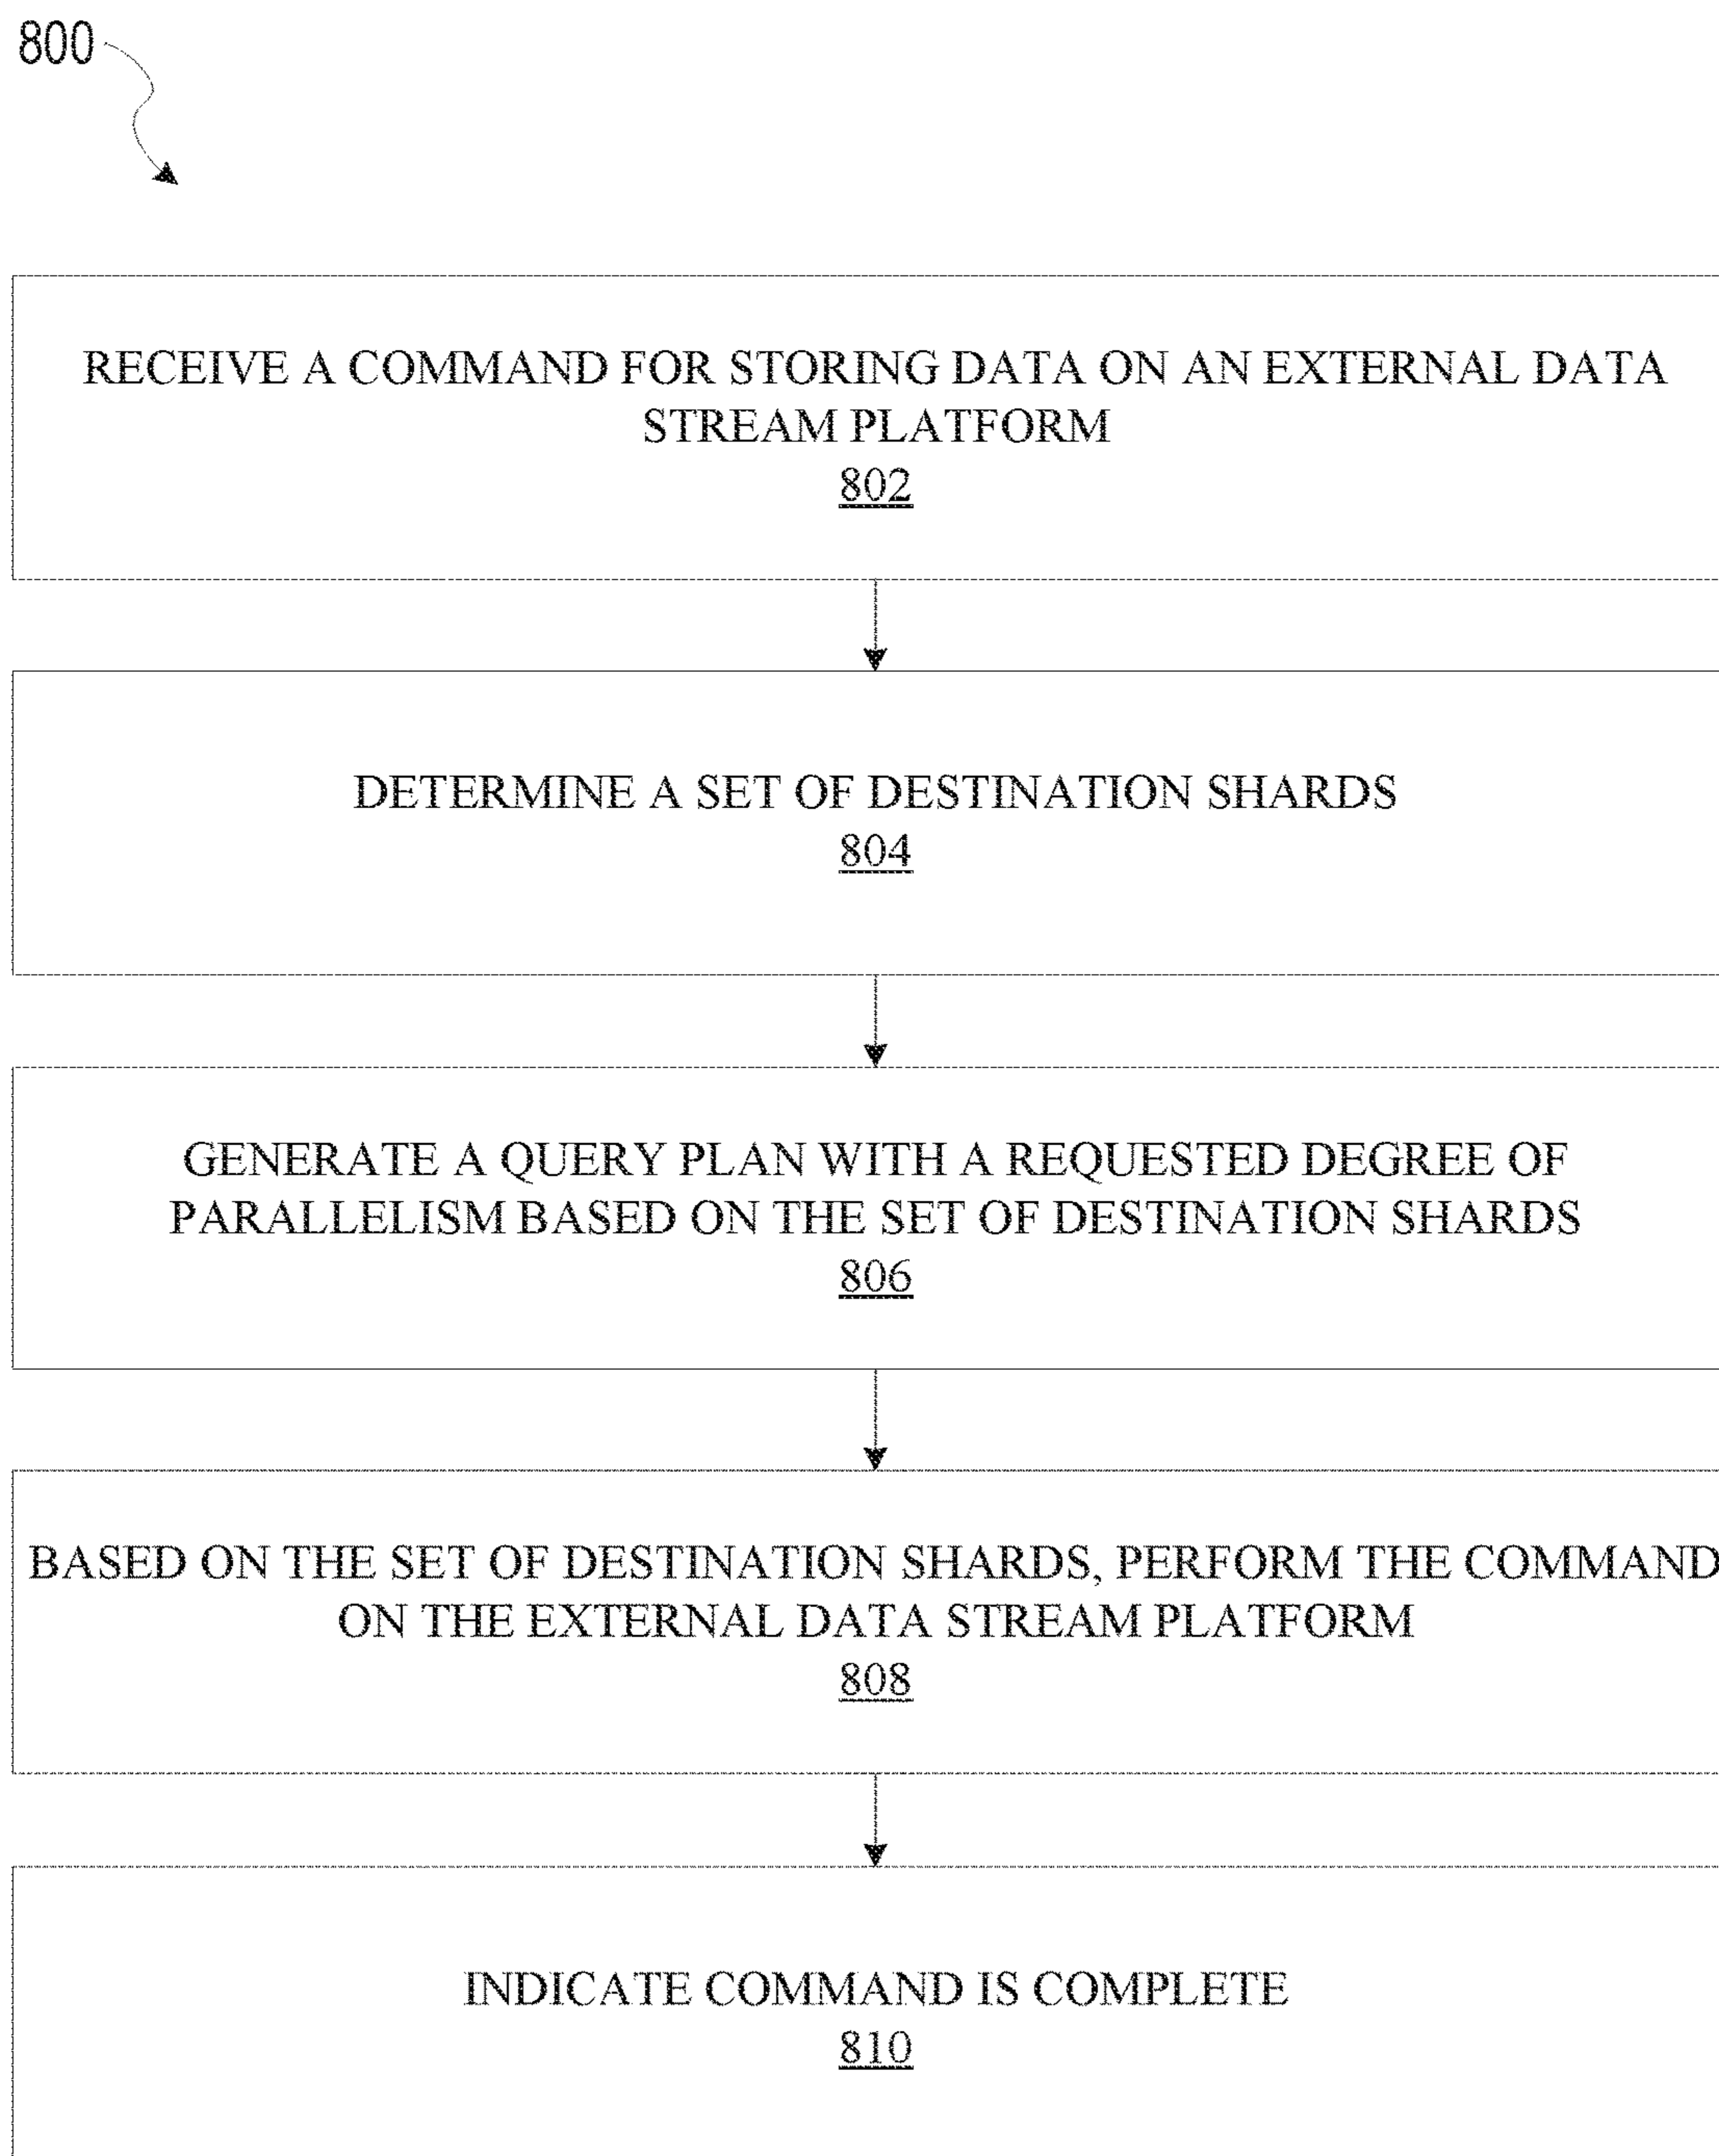 800
RECEIVE A COMMAND FOR STORING DATA ON AN EXTERNAL DATA
STREAM PLATFORM
802
DETERMINE A SET OF DESTINATION SHARDS
804
GENERATE A QUERY PLAN WITH A REQUESTED DEGREE OF
PARALLELISM BASED ON THE SET OF DESTINATION SHARDS
806
BASED ON THE SET OF DESTINATION SHARDS, PERFORM THE COMMAND
ON THE EXTERNAL DATA STREAM PLATFORM
808
INDICATE COMMAND IS COMPLETE
810